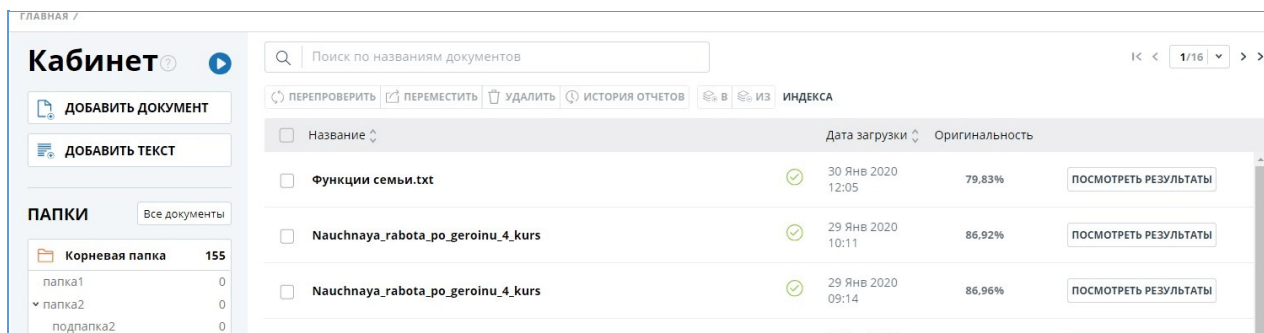 ГЛАВНАЯ /
Кабинет ?
ДОБАВИТЬ ДОКУМЕНТ
ДОБАВИТЬ ТЕКСТ
ПАПКИ Все документы
Корневая папка 155
папка1 0
папка2 0
подпапка2 0
Поиск по названиям документов
1/16
ПЕРЕПРОВЕРИТЬ ПЕРЕМЕСТИТЬ УДАЛИТЬ ИСТОРИЯ ОТЧЕТОВ В ИЗ ИНДЕКСА
Название Дата загрузки Оригинальность
Функции семьи.txt 30 Янв 2020 12:05 79,83% ПОСМОТРЕТЬ РЕЗУЛЬТАТЫ
Nauchnaya_rabota_po_geroinu_4_kurs 29 Янв 2020 10:11 86,92% ПОСМОТРЕТЬ РЕЗУЛЬТАТЫ
Nauchnaya_rabota_po_geroinu_4_kurs 29 Янв 2020 09:14 86,96% ПОСМОТРЕТЬ РЕЗУЛЬТАТЫ